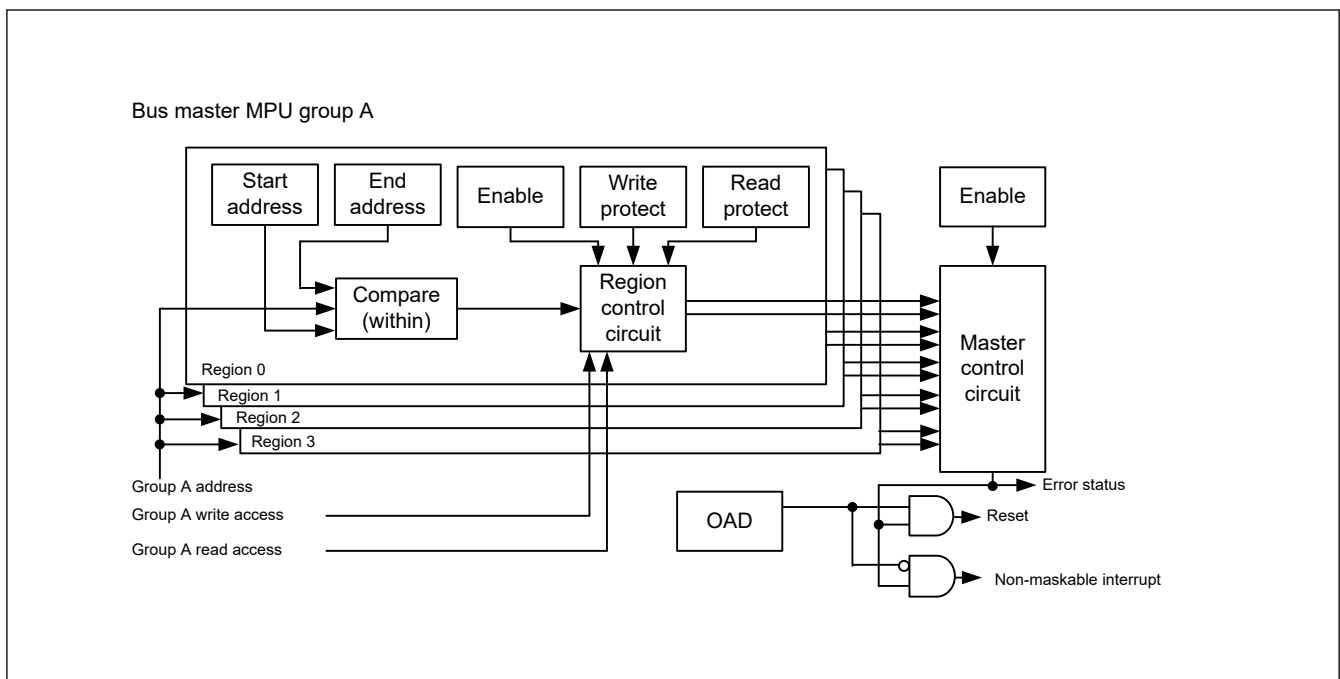 Bus master MPU group A
Start
address
End
address
Enable
Write
protect
Read
protect
Enable
Compare
(within)
Region
control
circuit
Master
control
circuit
Region 0
Region 1
Region 2
Region 3
Group A address
Group A write access
Group A read access
OAD
Error status
Reset
Non-maskable interrupt